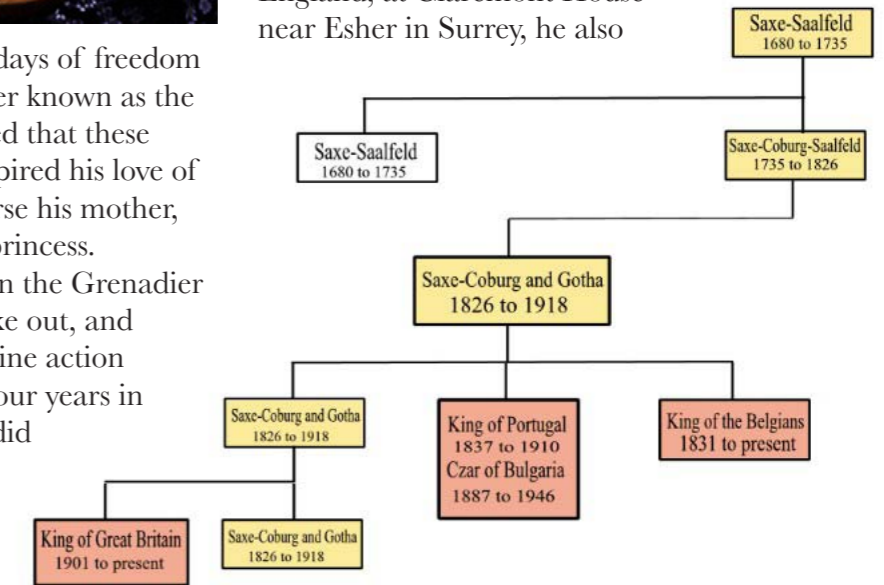 days of freedom
er known as the
ed that these
pired his love of
rse his mother,
princess.
n the Grenadier
ke out, and
ine action
our years in
did
near Esher in Surrey, he also
Saxe-Saalfeld
1680 to 1735
Saxe-Saalfeld
1680 to 1735
Saxe-Coburg-Saalfeld
1735 to 1826
Saxe-Coburg and Gotha
1826 to 1918
Saxe-Coburg and Gotha
1826 to 1918
King of Portugal
1837 to 1910
Czar of Bulgaria
1887 to 1946
King of the Belgians
1831 to present
King of Great Britain
1901 to present
Saxe-Coburg and Gotha
1826 to 1918